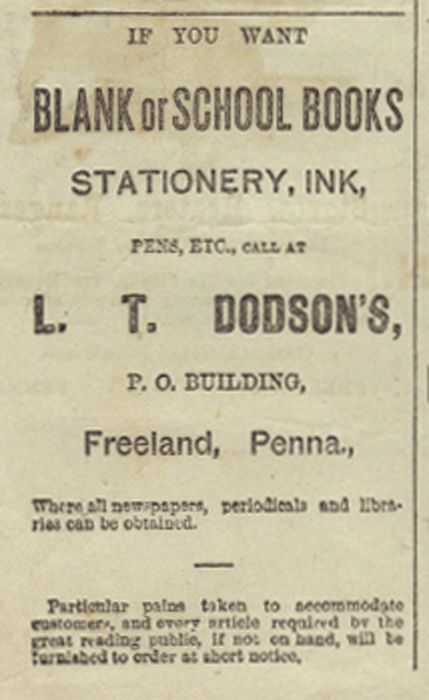 IF YOU WANT
BLANK or SCHOOL BOOKS
STATIONERY, INK,
PENS, ETC., CALL AT
L. T. DODSON'S,
P. O. BUILDING,
Freeland, Penna.,
Where all newspapers, periodicals and libra-
ries can be obtained.
Particular pains taken to accommodate
customers, and every article required by the
great reading public, if not on hand, will be
furnished to order at short notice.